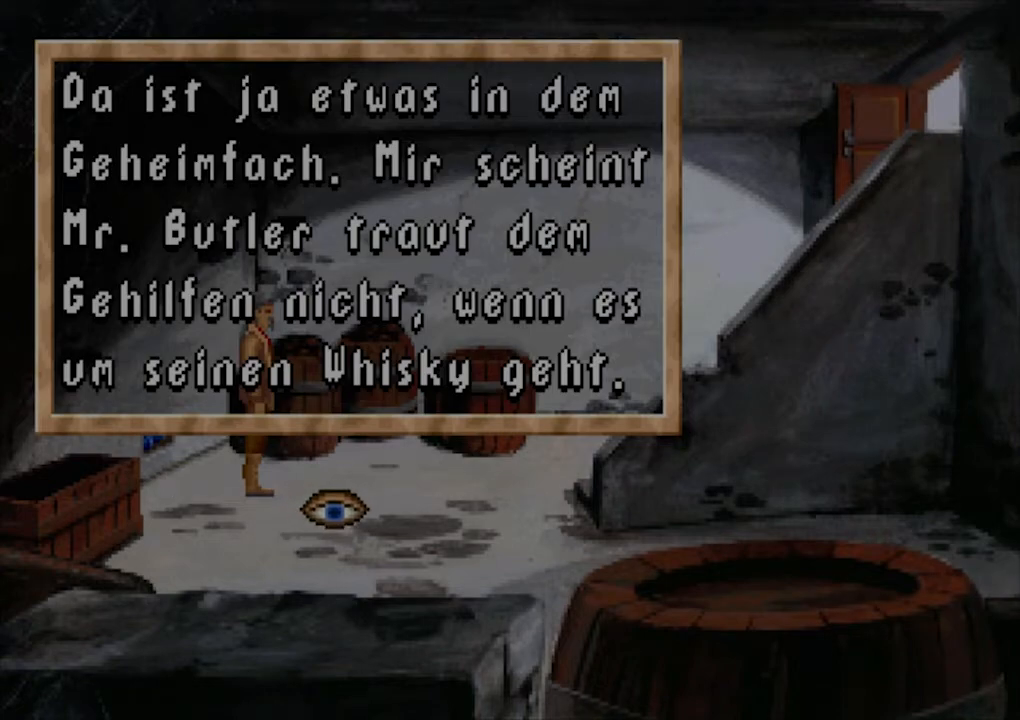 Da ist ja etwas in dem
Geheimfach. Mir scheint
Mr. Butler traut dem
Gehilfen nicht, wenn es
um seinen Whisky geht.